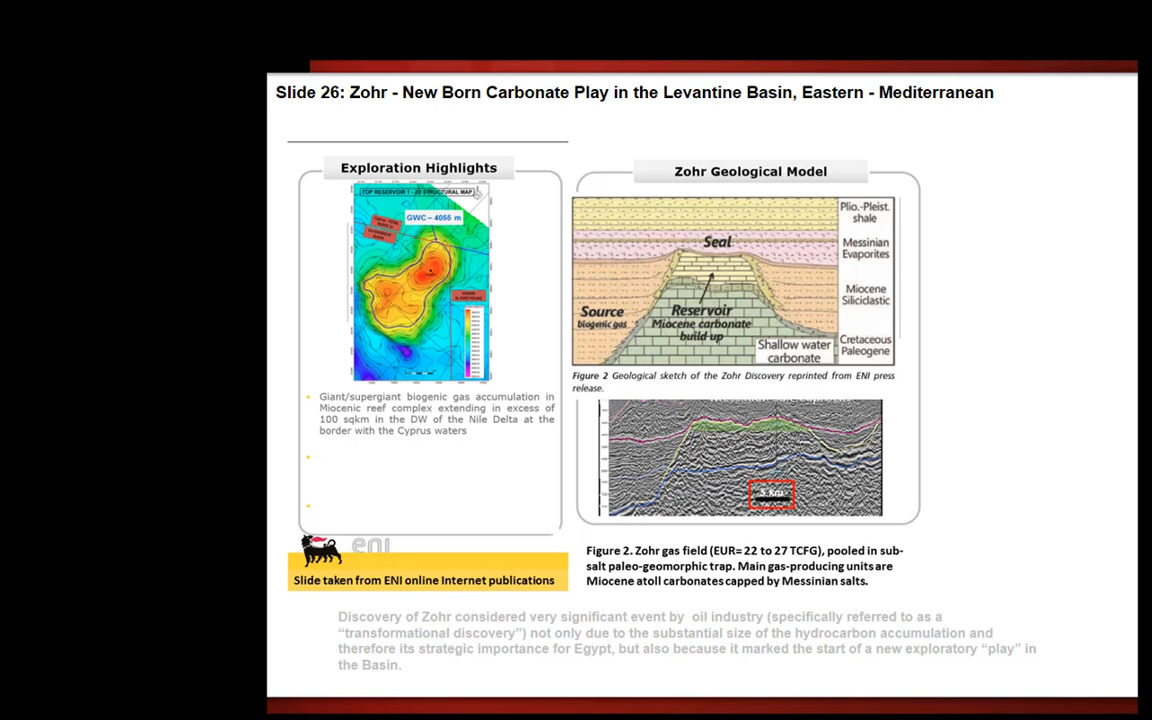 Slide 26: Zohr - New Born Carbonate Play in the Levantine Basin, Eastern - Mediterranean
Exploration Highlights
TOP RESERVOIR 1 - 2D STRUCTURAL MAP
GWC – 4055 m
Giant/supergiant biogenic gas accumulation in
Miocenic reef complex extending in excess of
100 sqkm in the DW of the Nile Delta at the
border with the Cyprus waters
eni
Slide taken from ENI online Internet publications
Zohr Geological Model
Plio.-Pleist.
shale
Seal
Messinian
Evaporites
Miocene
Siliciclastic
Source
biogenic gas
Reservoir
Miocene carbonate
build up
Shallow water
carbonate
Cretaceous
Paleogene
Figure 2 Geological sketch of the Zohr Discovery reprinted from ENI press
release.
5 Km
Figure 2. Zohr gas field (EUR= 22 to 27 TCFG), pooled in sub-
salt paleo-geomorphic trap. Main gas-producing units are
Miocene atoll carbonates capped by Messinian salts.
Discovery of Zohr considered very significant event by oil industry (specifically referred to as a
“transformational discovery”) not only due to the substantial size of the hydrocarbon accumulation and
therefore its strategic importance for Egypt, but also because it marked the start of a new exploratory “play” in
the Basin.